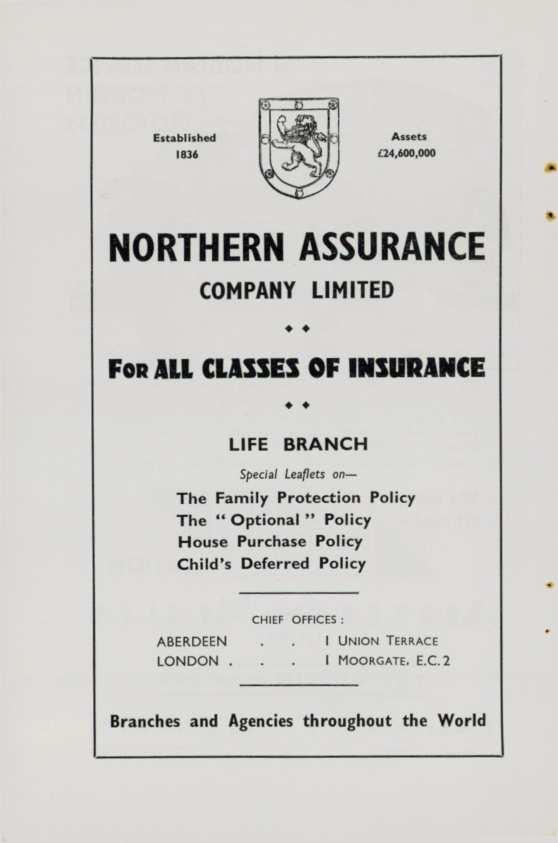 Established
1836
Assets
£24,600,000
NORTHERN ASSURANCE
COMPANY LIMITED
FOR ALL CLASSES OF INSURANCE
LIFE BRANCH
Special Leaflets on—
The Family Protection Policy
The “ Optional ” Policy
House Purchase Policy
Child's Deferred Policy
CHIEF OFFICES :
ABERDEEN . . 1 UNION TERRACE
LONDON . . . 1 MOORGATE, E.C. 2
Branches and Agencies throughout the World